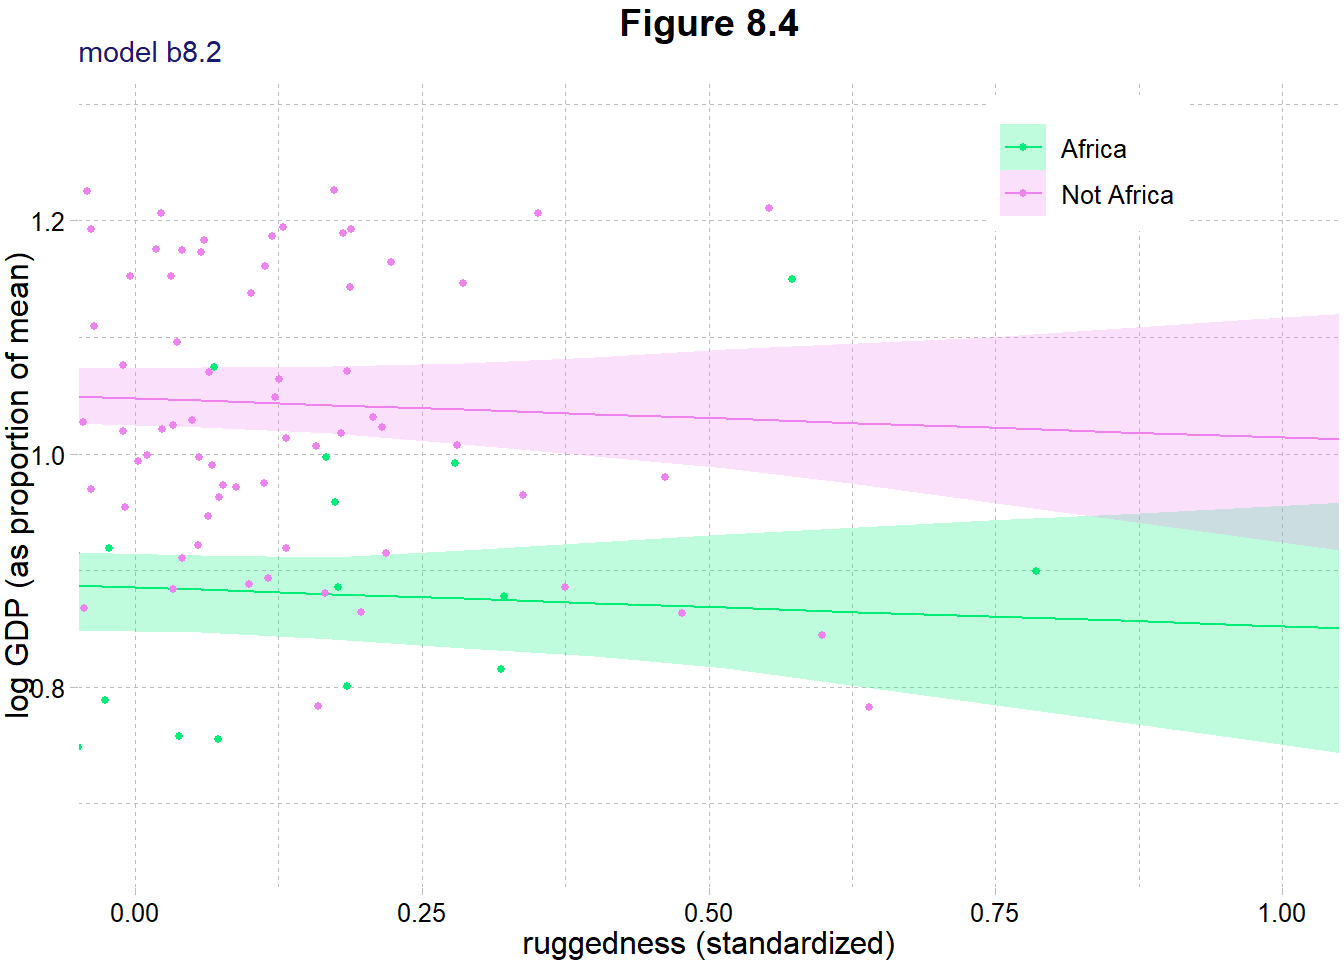 Figure 8.4
model b8.2
Africa
Not Africa
1.2
1.0
0.8
log GDP (as proportion of mean)
0.00 0.25 0.50 0.75 1.00
ruggedness (standardized)